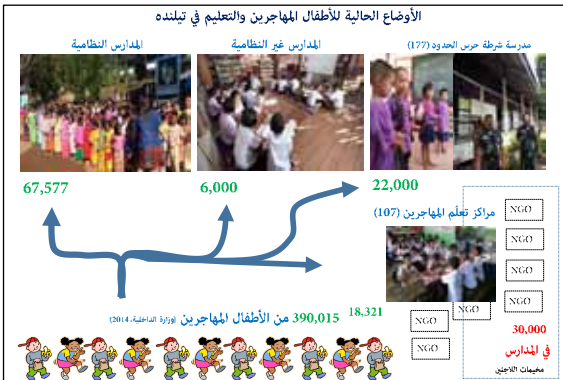 الأوضاع الحالية للأطفال المهاجرين والتعليم في تيلنده
مدرسة شرطة حرس الحدود (177)
المدارس غير النظامية
المدارس النظامية
22,000
6,000
67,577
مراكز تعلّم المهاجرين (107)
NGO
NGO
NGO
NGO
NGO
NGO
NGO
18,321
390,015 من الأطفال المهاجرين (وزارة الداخلية، 2014)
30,000
في المدارس
مخيمات اللاجئين